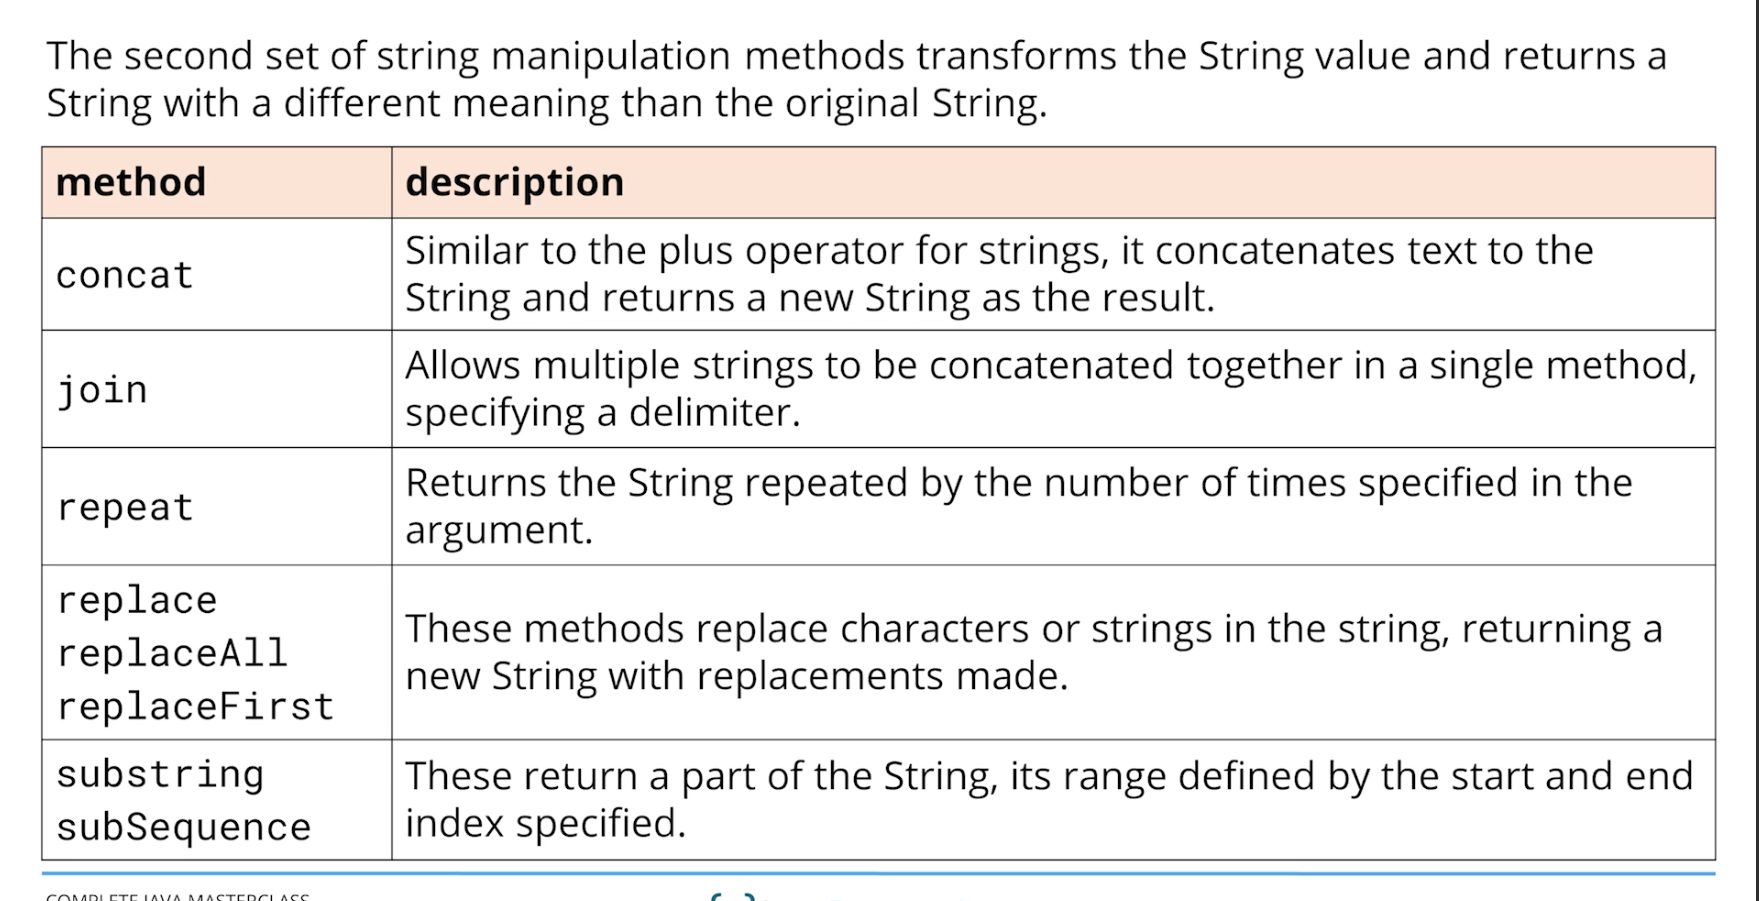 The second set of string manipulation methods transforms the String value and returns a
String with a different meaning than the original String.
method
description
concat
Similar to the plus operator for strings, it concatenates text to the
String and returns a new String as the result.
join
Allows multiple strings to be concatenated together in a single method,
specifying a delimiter.
repeat
Returns the String repeated by the number of times specified in the
argument.
replace
replaceAll
replaceFirst
These methods replace characters or strings in the string, returning a
new String with replacements made.
substring
subSequence
These return a part of the String, its range defined by the start and end
index specified.
COMPLETE JAVA MASTERCLASS